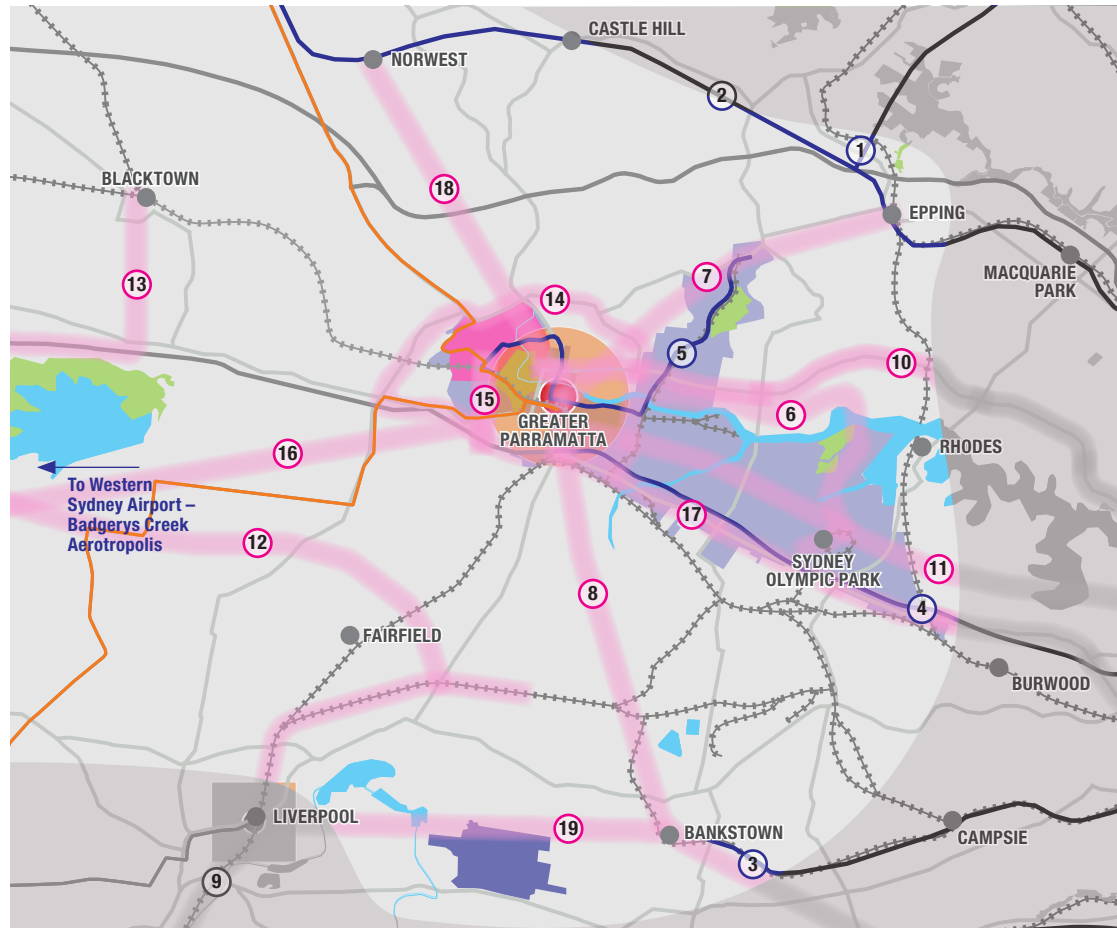 CASTLE HILL
NORWEST
2
1
BLACKTOWN
18
EPPING
MACQUARIE
PARK
7
13
14
5
10
15
6
GREATER
PARRAMATTA
RHODES
16
To Western
Sydney Airport –
Badgerys Creek
Aerotropolis
17
12
SYDNEY
OLYMPIC PARK
11
8
4
FAIRFIELD
BURWOOD
LIVERPOOL
19
BANKSTOWN
CAMPSIE
3
9